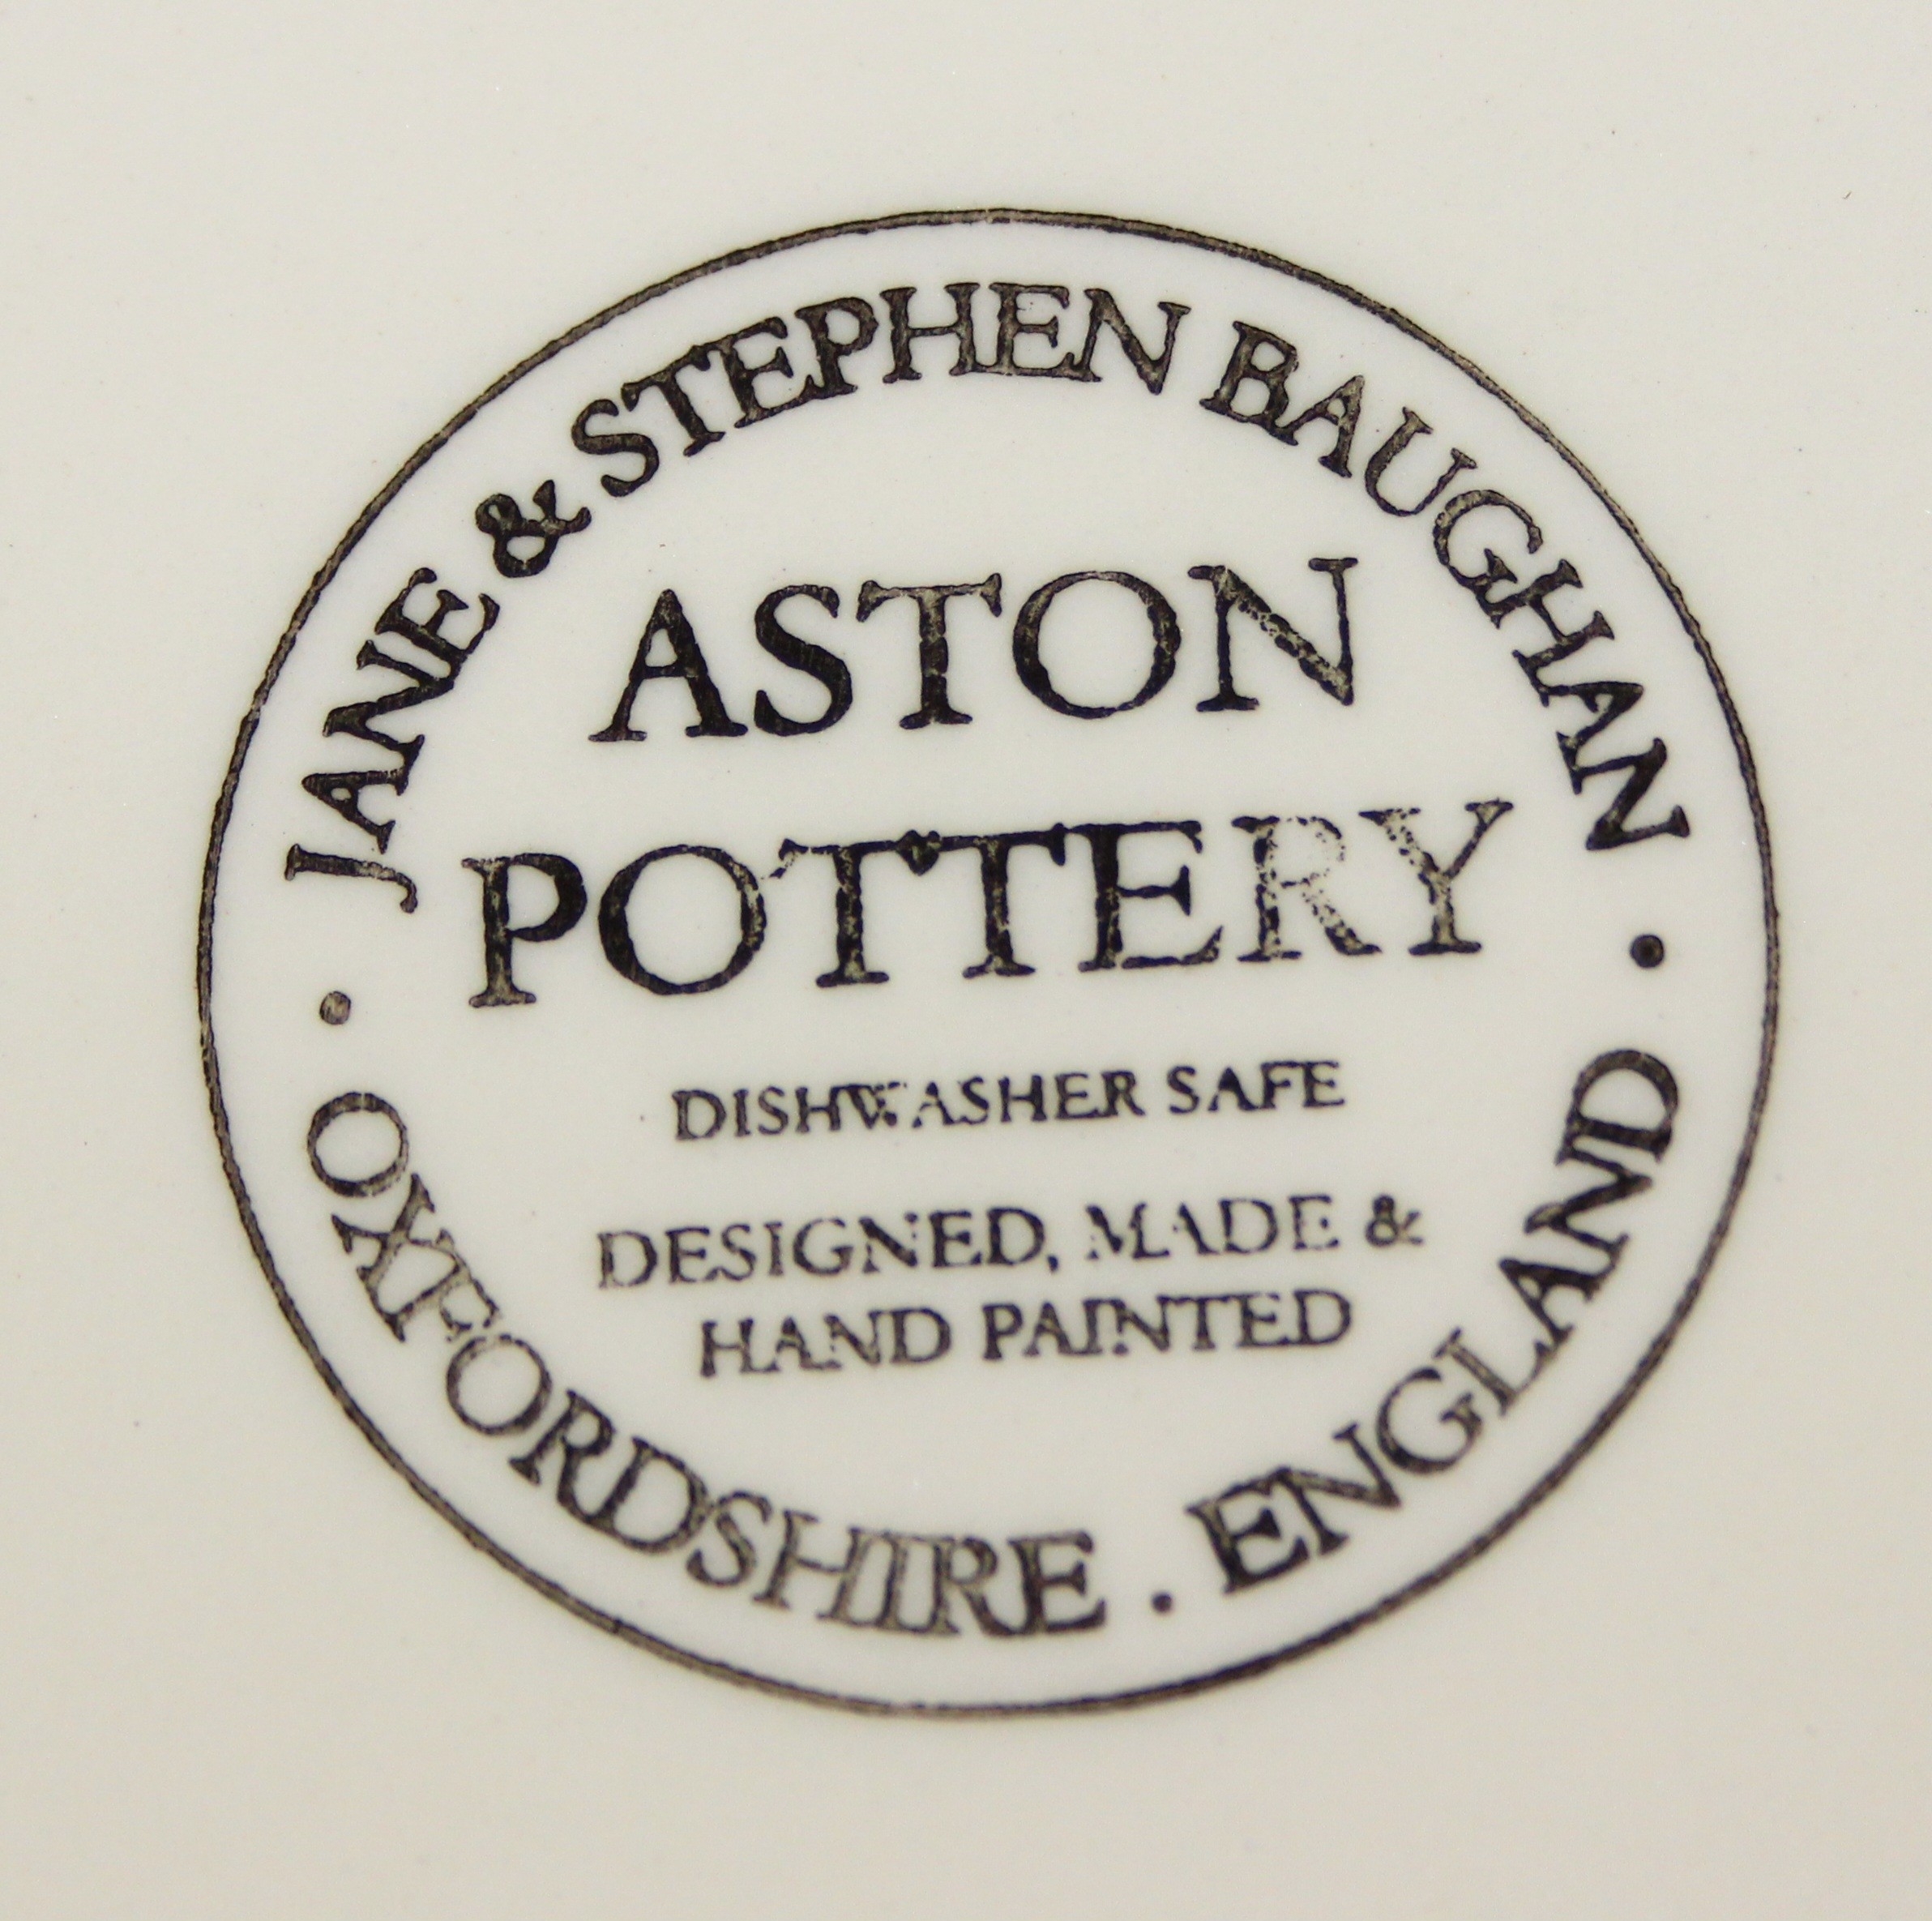 JANE & STEPHEN BAUGHAN
ASTON
POTTERY
DISHWASHER SAFE
DESIGNED, MADE &
HAND PAINTED
· OXFORDSHIRE . ENGLAND ·